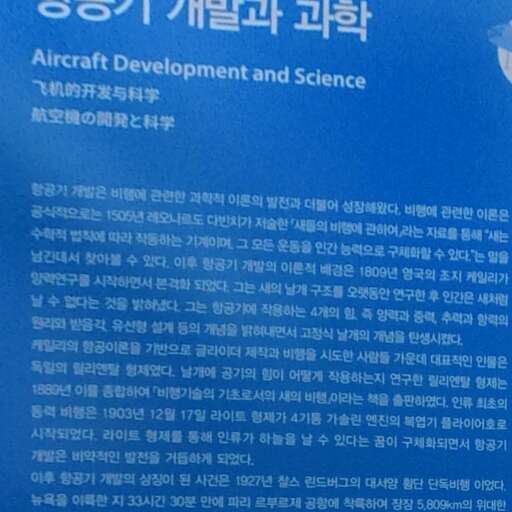 항공기 개발과 과학
Aircraft Development and Science
飞机的开发与科学
航空機の開発と科学
항공기 개발은 비행에 관련한 과학적 이론의 발전과 더불어 성장해왔다. 비행에 관련한 이론은
공식적으로는 1505년 레오나르도 다빈치가 저술한 「새들의 비행에 관하여」라는 자료를 통해 "새는
수학적 법칙에 따라 작동하는 기계이며, 그 모든 운동을 인간 능력으로 구체화할 수 있다."는 말을
남긴데서 찾아볼 수 있다. 이후 항공기 개발의 이론적 배경은 1809년 영국의 조지 케일리가
양력연구를 시작하면서 본격화 되었다. 그는 새의 날개 구조를 오랫동안 연구한 후 인간은 새처럼
날 수 없다는 것을 밝혀냈다. 그는 항공기에 작용하는 4개의 힘, 즉 양력과 중력, 추력과 항력의
원리와 받음각, 유선형 설계 등의 개념을 밝혀내면서 고정식 날개의 개념을 탄생시켰다.
케일리의 항공이론을 기반으로 글라이더 제작과 비행을 시도한 사람들 가운데 대표적인 인물은
독일의 릴리엔탈 형제였다. 날개에 공기의 힘이 어떻게 작용하는지 연구한 릴리엔탈 형제는
1889년 이를 종합하여 「비행기술의 기초로서의 새의 비행」이라는 책을 출판하였다. 인류 최초의
동력 비행은 1903년 12월 17일 라이트 형제가 4기통 가솔린 엔진의 복엽기 플라이어호로
시작되었다. 라이트 형제를 통해 인류가 하늘을 날 수 있다는 꿈이 구체화되면서 항공기
개발은 비약적인 발전을 거듭하게 되었다.
이후 항공기 개발의 상징이 된 사건은 1927년 찰스 린드버그의 대서양 횡단 단독비행 이었다.
뉴욕을 이륙한 지 33시간 30분 만에 파리 르부르제 공항에 착륙하여 장장 5,809km의 위대한